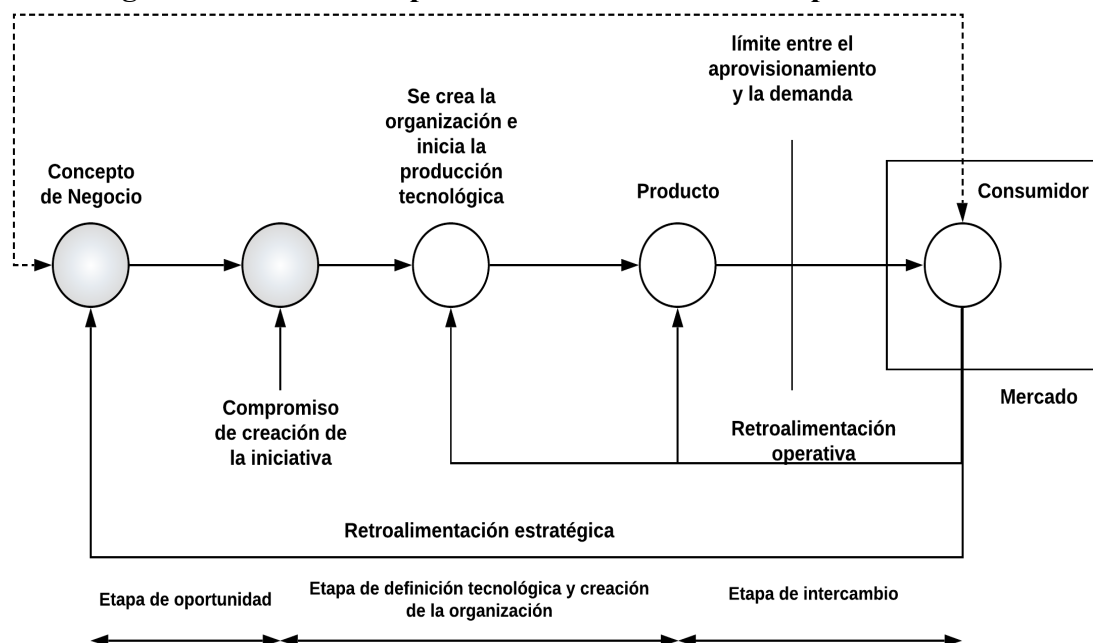 límite entre el
aprovisionamiento
y la demanda
Se crea la
organización e
inicia la
producción
tecnológica
Concepto
de Negocio
Producto
Consumidor
Mercado
Compromiso
de creación de
la iniciativa
Retroalimentación
operativa
Retroalimentación estratégica
Etapa de oportunidad
Etapa de definición tecnológica y creación
de la organización
Etapa de intercambio